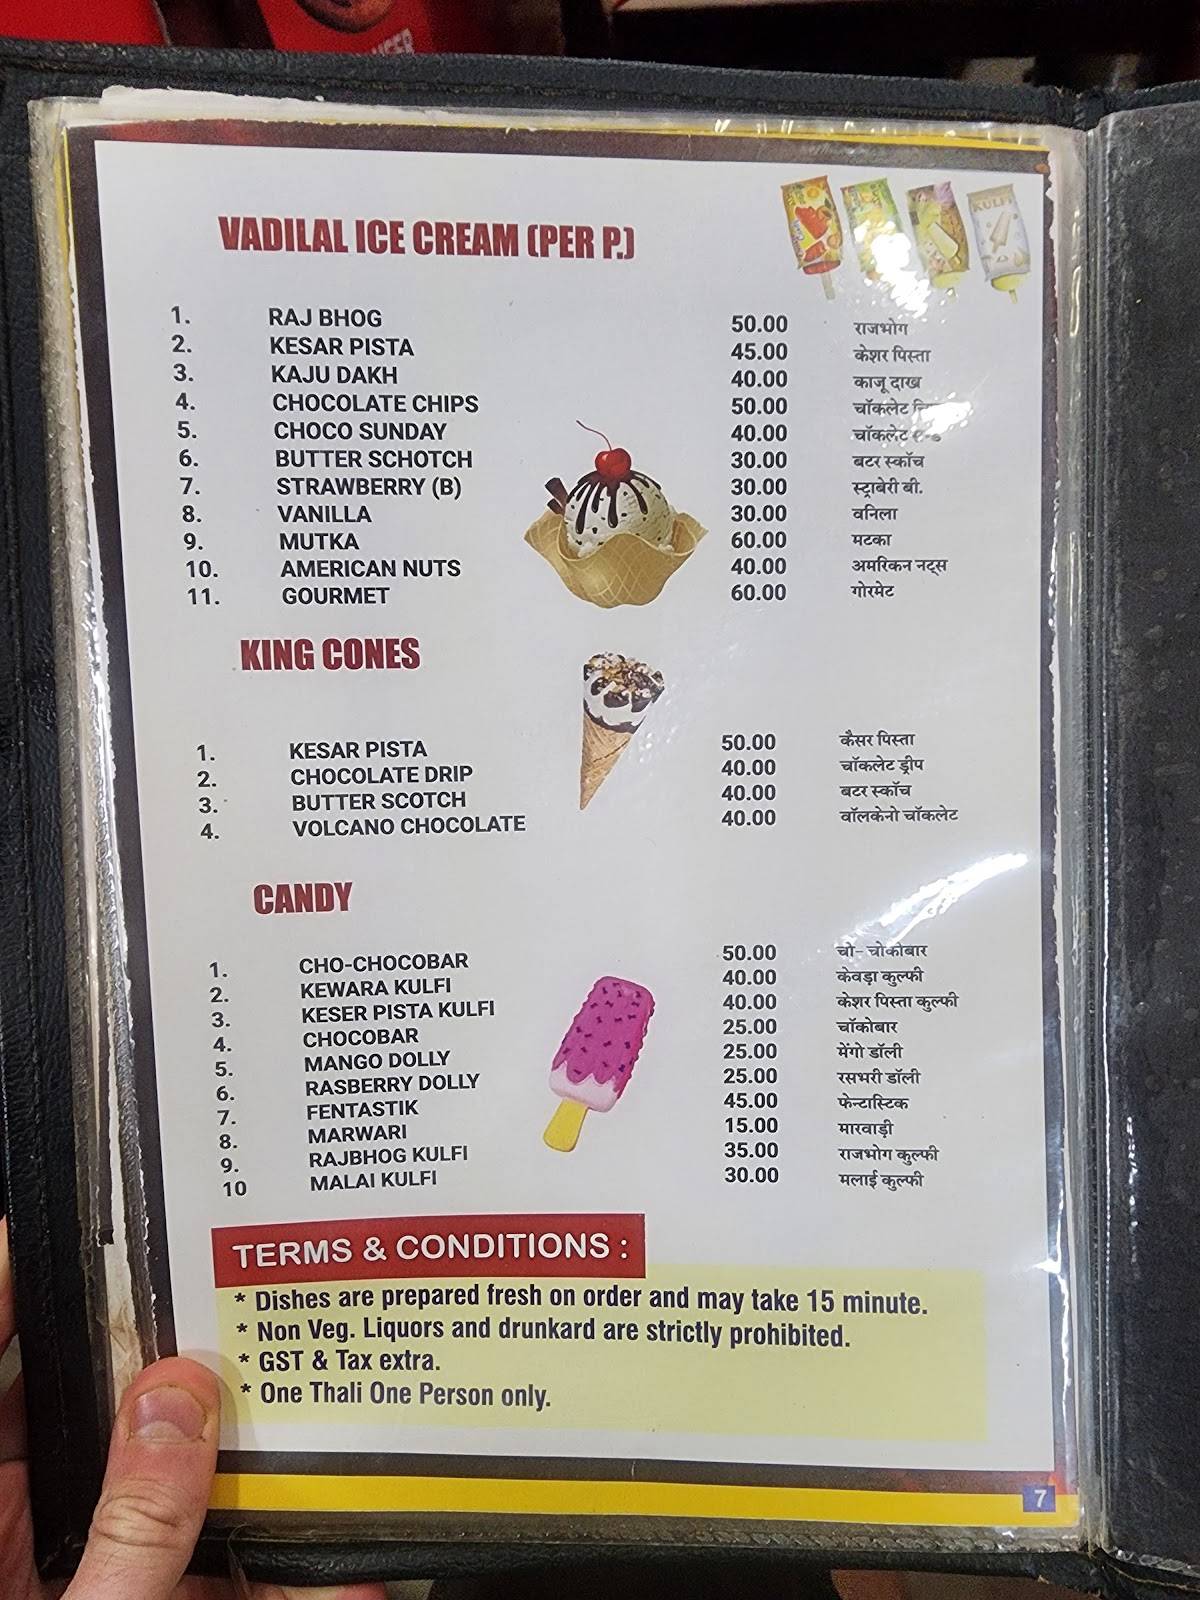 VADILAL ICE CREAM (PER P.)
KULFI
1. RAJ BHOG 50.00 राजभोग
2. KESAR PISTA 45.00 केशर पिस्ता
3. KAJU DAKH 40.00 काजू दाख
4. CHOCOLATE CHIPS 50.00 चॉकलेट
5. CHOCO SUNDAY 40.00 चॉकलेट
6. BUTTER SCHOTCH 30.00 बटर स्कॉच
7. STRAWBERRY (B) 30.00 स्ट्राबेरी बी.
8. VANILLA 30.00 वनिला
9. MUTKA 60.00 मटका
10. AMERICAN NUTS 40.00 अमरिकन नट्स
11. GOURMET 60.00 गोरमेट
KING CONES
1. KESAR PISTA 50.00 कैसर पिस्ता
2. CHOCOLATE DRIP 40.00 चॉकलेट ड्रीप
3. BUTTER SCOTCH 40.00 बटर स्कॉच
4. VOLCANO CHOCOLATE 40.00 वॉलकेनो चॉकलेट
CANDY
1. CHO-CHOCOBAR 50.00 चो- चोकोबार
2. KEWARA KULFI 40.00 केवड़ा कुल्फी
3. KESER PISTA KULFI 40.00 केशर पिस्ता कुल्फी
4. CHOCOBAR 25.00 चॉकोबार
5. MANGO DOLLY 25.00 मेंगो डॉली
6. RASBERRY DOLLY 25.00 रसभरी डॉली
7. FENTASTIK 45.00 फेन्टास्टिक
8. MARWARI 15.00 मारवाड़ी
9. RAJBHOG KULFI 35.00 राजभोग कुल्फी
10 MALAI KULFI 30.00 मलाई कुल्फी
TERMS & CONDITIONS :
* Dishes are prepared fresh on order and may take 15 minute.
* Non Veg. Liquors and drunkard are strictly prohibited.
* GST & Tax extra.
* One Thali One Person only.
7